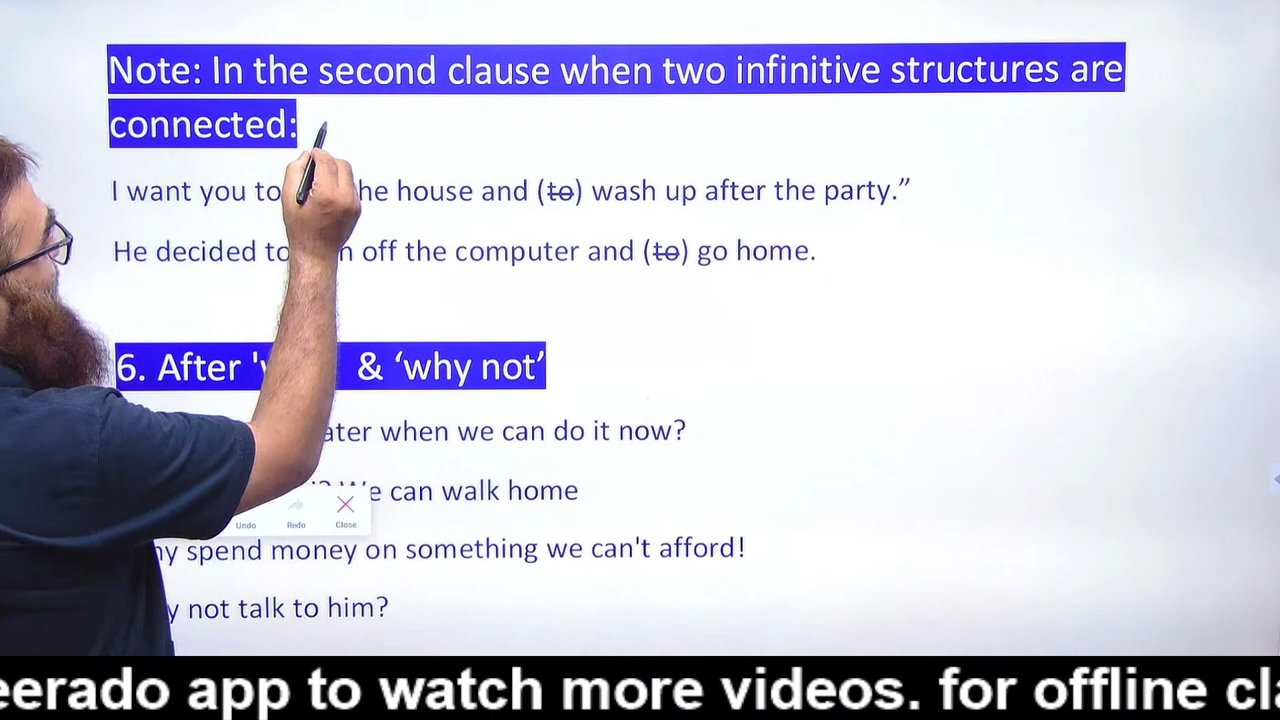 Note: In the second clause when two infinitive structures are
connected:
I want you to he house and (to) wash up after the party.”
He decided to off the computer and (to) go home.
6. After & ‘why not’
when we can do it now?
We can walk home
Undo Redo Close
spend money on something we can't afford!
not talk to him?
app to watch more videos. for offline